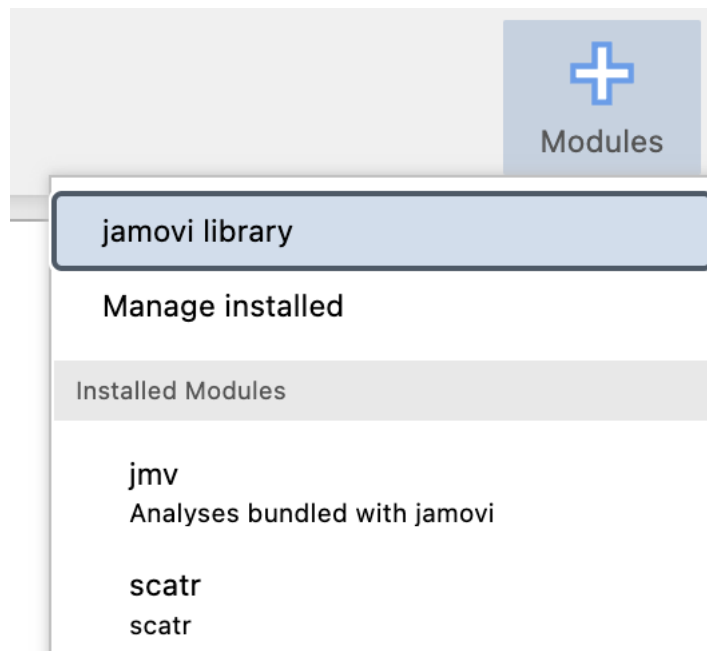 Modules
jamovi library
Manage installed
Installed Modules
jmv
Analyses bundled with jamovi
scatr
scatr